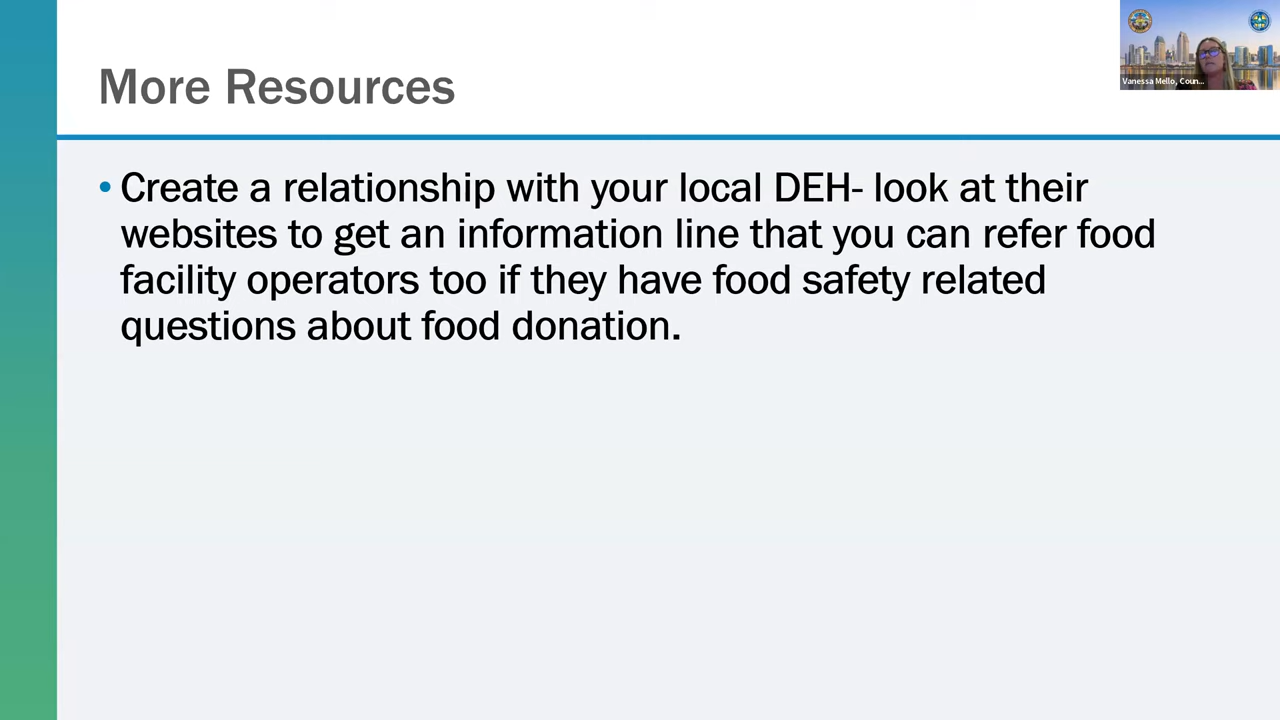 More Resources
Vanessa Mello, Coun...
• Create a relationship with your local DEH- look at their
websites to get an information line that you can refer food
facility operators too if they have food safety related
questions about food donation.